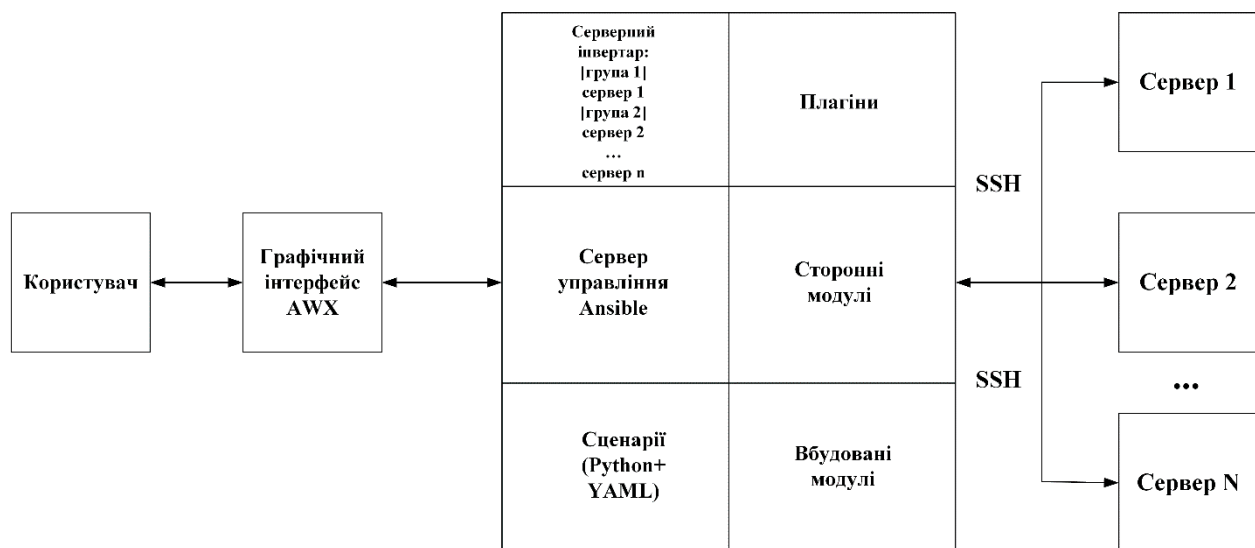 Користувач
Графічний
інтерфейс
AWX
Серверний
інвертар:
|група 1|
сервер 1
|група 2|
сервер 2
...
сервер n
Плагіни
Сервер
управління
Ansible
Сторонні
модулі
Сценарії
(Python+
YAML)
Вбудовані
модулі
SSH
SSH
Сервер 1
Сервер 2
...
Сервер N